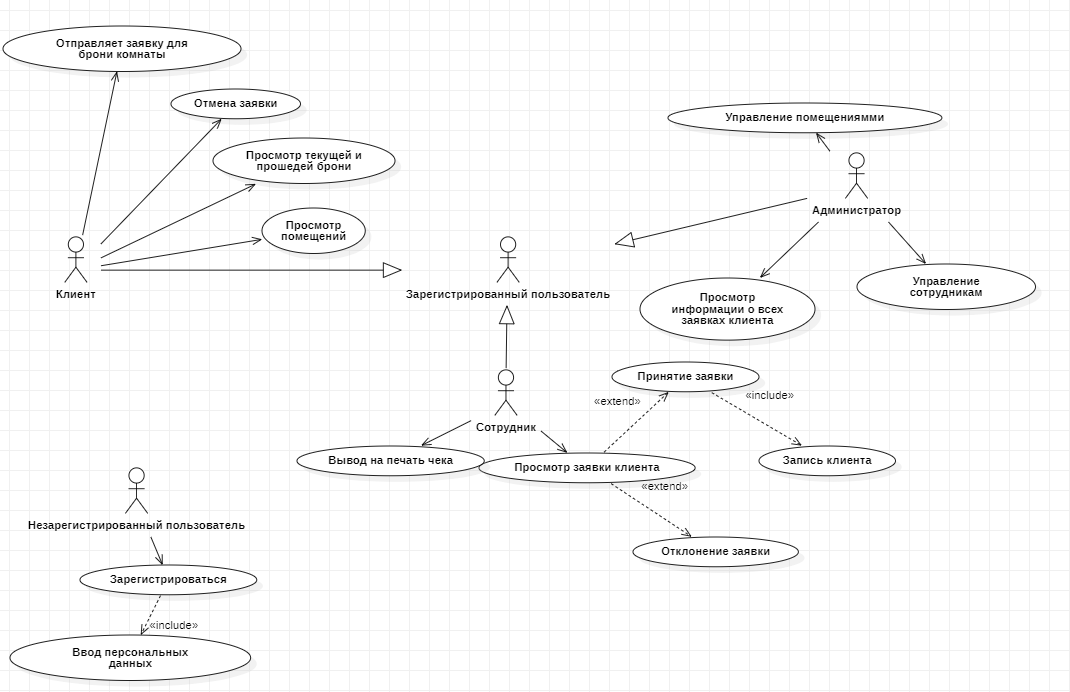 Отправляет заявку для
брони комнаты
Отмена заявки
Управление помещениямми
Просмотр текущей и
прошедей брони
Администратор
Просмотр
помещений
Клиент
Зарегистрированный пользователь
Управление
сотрудникам
Просмотр
информации о всех
заявках клиента
Принятие заявки
«extend»
«include»
Сотрудник
Вывод на печать чека
Просмотр заявки клиента
Запись клиента
«extend»
Незарегистрированный пользователь
Отклонение заявки
Зарегистрироваться
«include»
Ввод персональных
данных